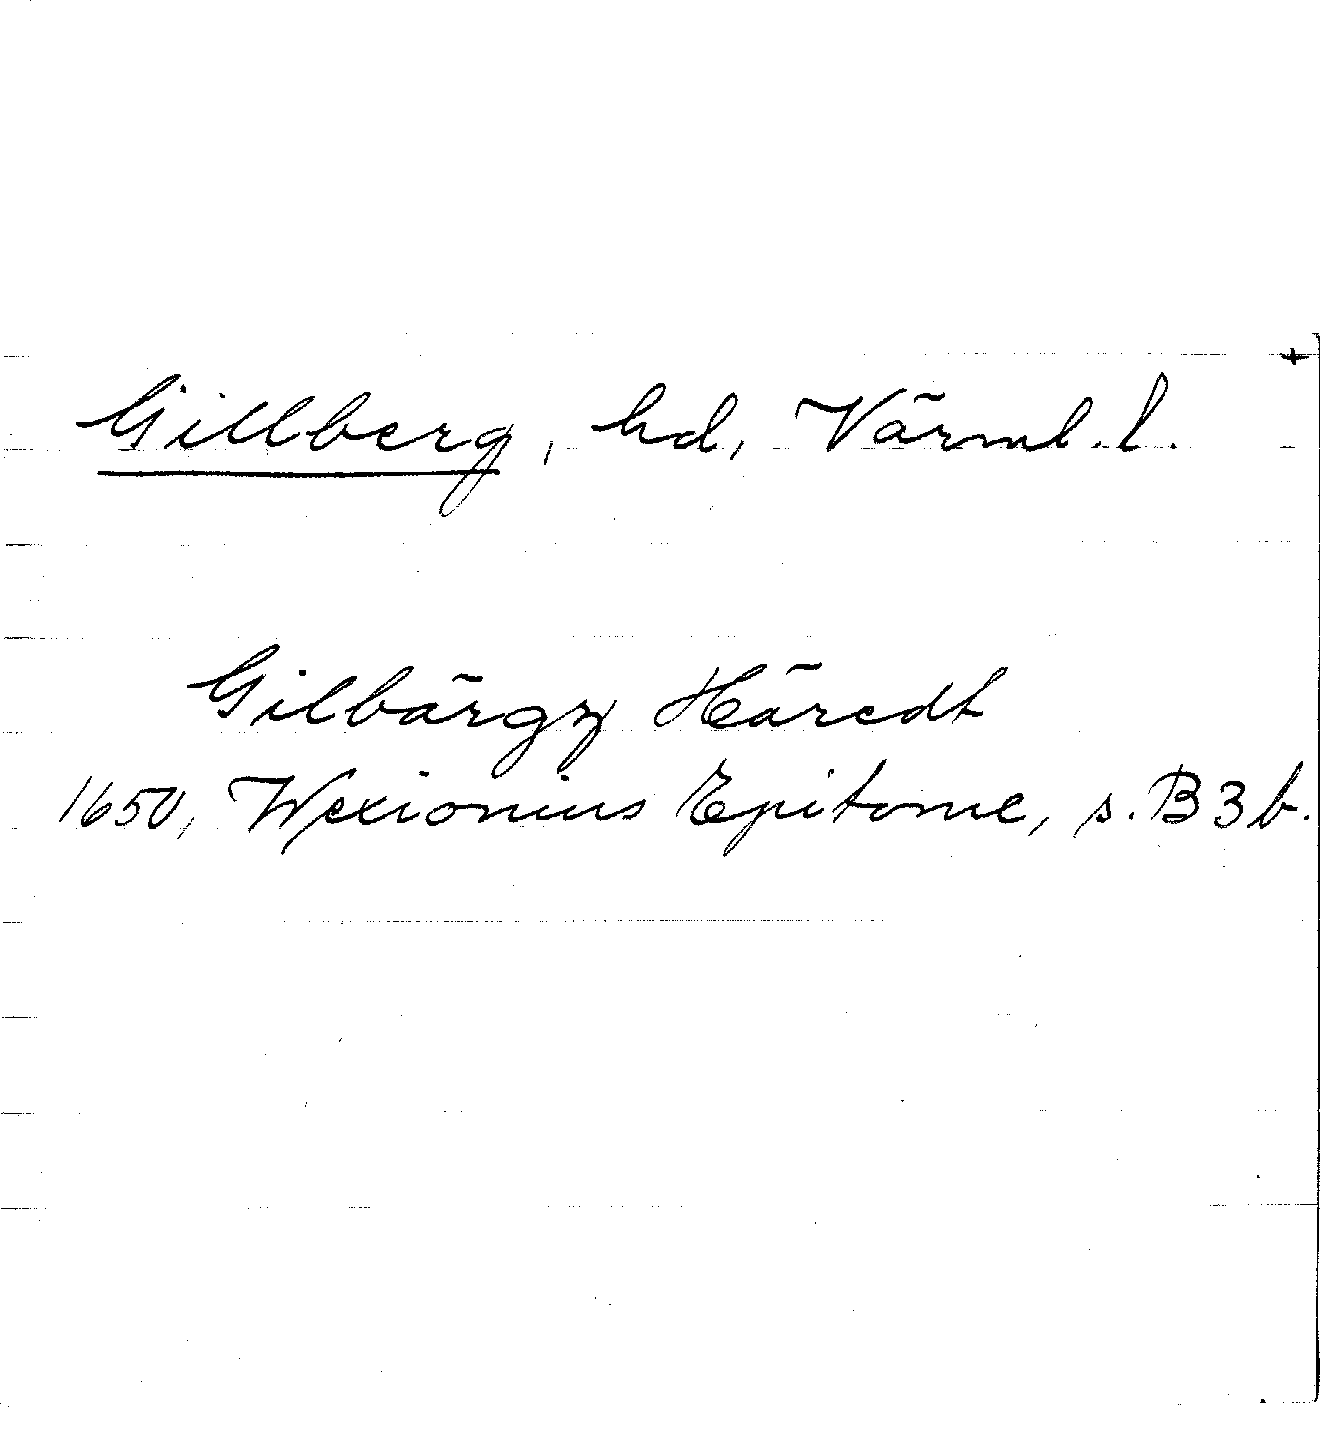 Gillberg, hd, Värml. l.
Gilbärgz Häredt
1650, Wexionius Epitome, s. B3b.